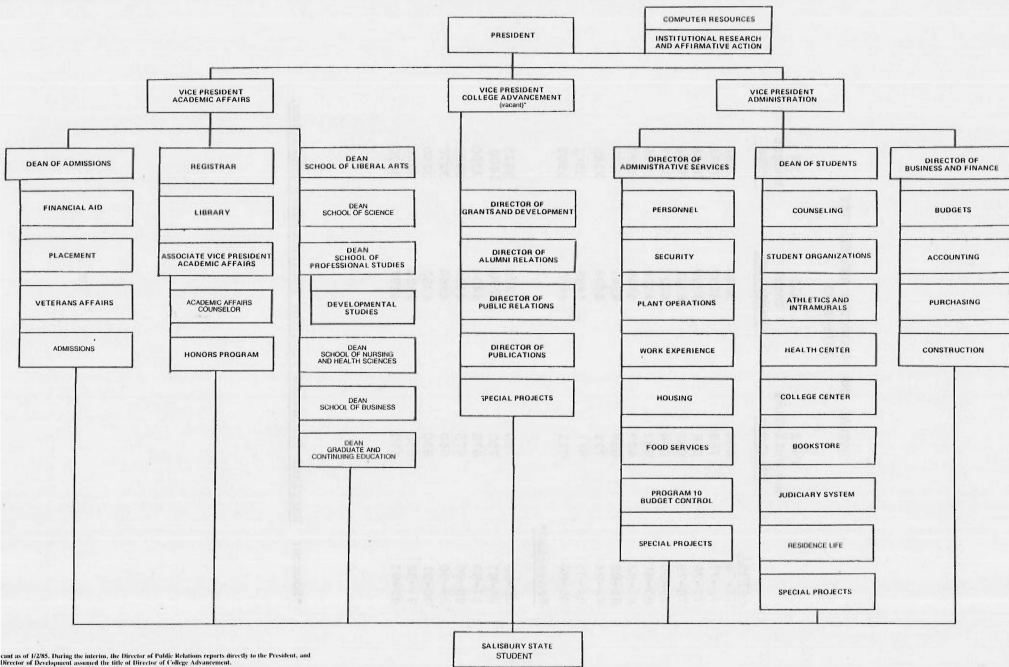 PRESIDENT
COMPUTER RESOURCES
INSTITUTIONAL RESEARCH
AND AFFIRMATIVE ACTION
VICE PRESIDENT
ACADEMIC AFFAIRS
VICE PRESIDENT
COLLEGE ADVANCEMENT
(vacant)*
VICE PRESIDENT
ADMINISTRATION
DEAN OF ADMISSIONS
FINANCIAL AID
PLACEMENT
VETERANS AFFAIRS
ADMISSIONS
REGISTRAR
LIBRARY
ASSOCIATE VICE PRESIDENT
ACADEMIC AFFAIRS
ACADEMIC AFFAIRS
COUNSELOR
HONORS PROGRAM
DEAN
SCHOOL OF LIBERAL ARTS
DEAN
SCHOOL OF SCIENCE
DEAN
SCHOOL OF
PROFESSIONAL STUDIES
DEVELOPMENTAL
STUDIES
DEAN
SCHOOL OF NURSING
AND HEALTH SCIENCES
DEAN
SCHOOL OF BUSINESS
DEAN
GRADUATE AND
CONTINUING EDUCATION
DIRECTOR OF
GRANTS AND DEVELOPMENT
DIRECTOR OF
ALUMNI RELATIONS
DIRECTOR OF
PUBLIC RELATIONS
DIRECTOR OF
PUBLICATIONS
SPECIAL PROJECTS
DIRECTOR OF
ADMINISTRATIVE SERVICES
PERSONNEL
SECURITY
PLANT OPERATIONS
WORK EXPERIENCE
HOUSING
FOOD SERVICES
PROGRAM 10
BUDGET CONTROL
SPECIAL PROJECTS
DEAN OF STUDENTS
COUNSELING
STUDENT ORGANIZATIONS
ATHLETICS AND
INTRAMURALS
HEALTH CENTER
COLLEGE CENTER
BOOKSTORE
JUDICIARY SYSTEM
RESIDENCE LIFE
SPECIAL PROJECTS
DIRECTOR OF
BUSINESS AND FINANCE
BUDGETS
ACCOUNTING
PURCHASING
CONSTRUCTION
SALISBURY STATE
STUDENT
cant as of 1/2/85. During the interim, the Director of Public Relations reports directly to the President, and
Director of Development assumed the title of Director of College Advancement.